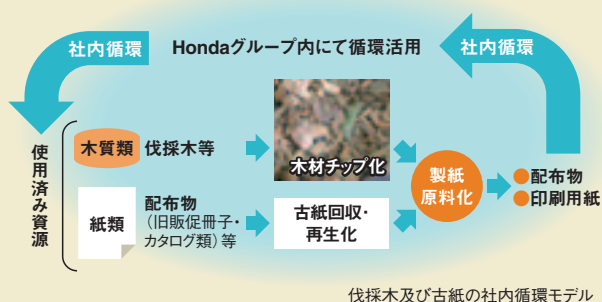 社内循環
Hondaグループ内にて循環活用
社内循環
使用済み資源
木質類
伐採木等
木材チップ化
紙類
配布物
(旧販促冊子・
カタログ類)等
古紙回収・
再生化
製紙
原料化
●配布物
●印刷用紙
伐採木及び古紙の社内循環モデル